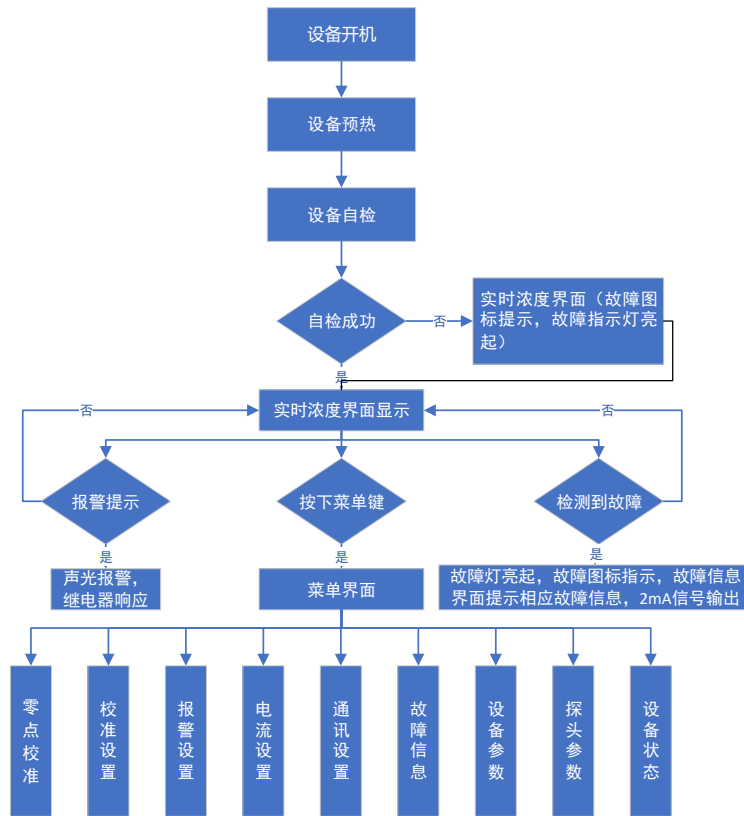 设备开机
设备预热
设备自检
自检成功
否
实时浓度界面（故障图
标提示，故障指示灯亮
起）
是
否
实时浓度界面显示
否
报警提示
按下菜单键
检测到故障
是
是
是
声光报警，
继电器响应
菜单界面
故障灯亮起，故障图标指示，故障信息
界面提示相应故障信息，2mA信号输出
零点校准
校准设置
报警设置
电流设置
通讯设置
故障信息
设备参数
探头参数
设备状态